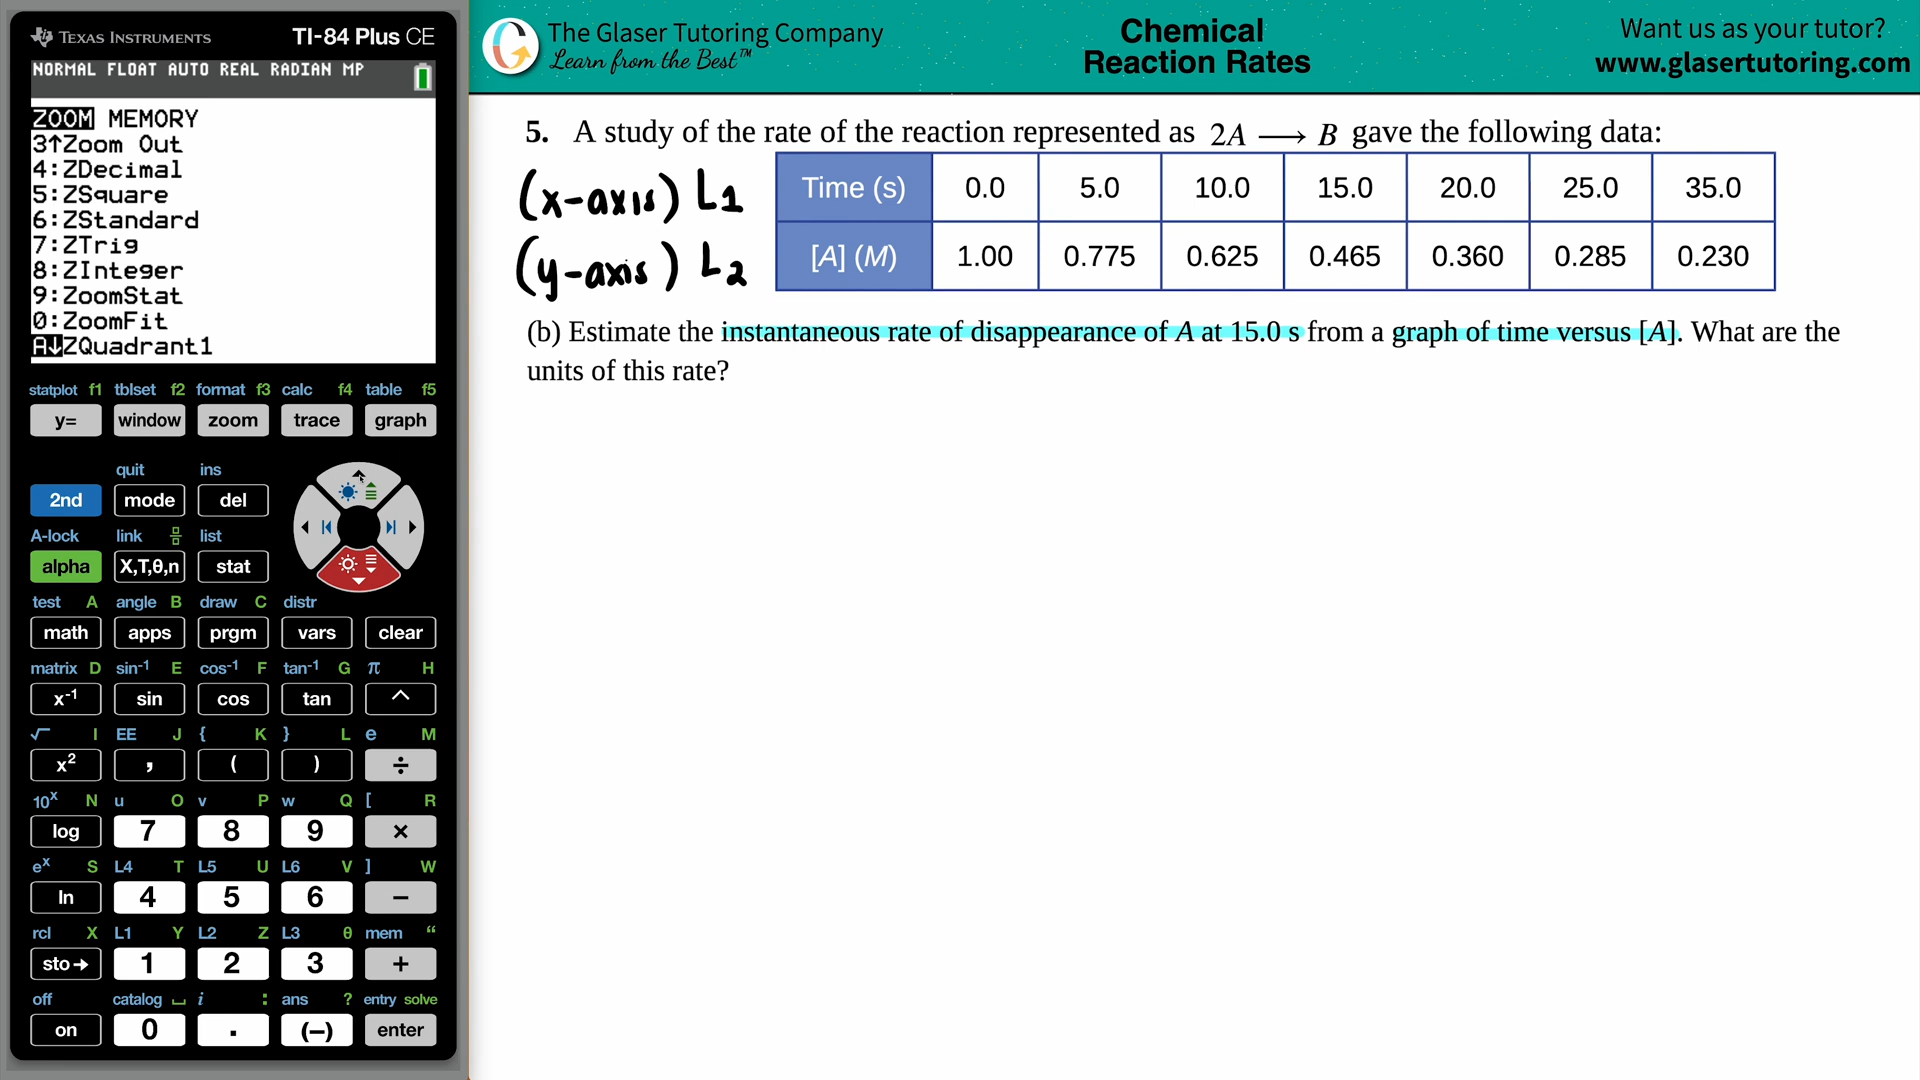 TEXAS INSTRUMENTS TI-84 Plus CE
NORMAL FLOAT AUTO REAL RADIAN MP
ZOOM MEMORY
3↑Zoom Out
4:ZDecimal
5:ZSquare
6:ZStandard
7:ZTrig
8:ZInteger
9:ZoomStat
0:ZoomFit
A↓ZQuadrant1
statplot f1 tblset f2 format f3 calc f4 table f5
y= window zoom trace graph
quit ins
2nd mode del
A-lock link list
alpha X,T,θ,n stat
test A angle B draw C distr
math apps prgm vars clear
matrix D sin-1 E cos-1 F tan-1 G π H
x-1 sin cos tan ^
√ I EE J { K } L e M
x2 , ( ) ÷
10x N u O v P w Q [ R
log 7 8 9 ×
ex S L4 T L5 U L6 V ] W
ln 4 5 6 −
rcl X L1 Y L2 Z L3 θ mem “
sto→ 1 2 3 +
off catalog ⎵ i : ans ? entry solve
on 0 . (–) enter
The Glaser Tutoring Company
Learn from the Best™
Chemical
Reaction Rates
Want us as your tutor?
www.glasertutoring.com
5. A study of the rate of the reaction represented as 2A ⟶ B gave the following data:
(x-axis) L1
Time (s) 0.0 5.0 10.0 15.0 20.0 25.0 35.0
(y-axis) L2
[A] (M) 1.00 0.775 0.625 0.465 0.360 0.285 0.230
(b) Estimate the instantaneous rate of disappearance of A at 15.0 s from a graph of time versus [A]. What are the
units of this rate?